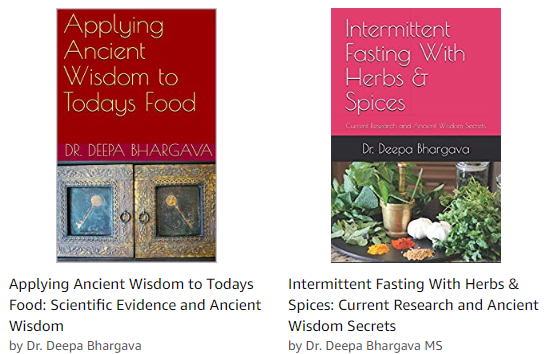 Applying
Ancient
Wisdom to
Todays Food
DR. DEEPA BHARGAVA
Applying Ancient Wisdom to Todays
Food: Scientific Evidence and Ancient
Wisdom
by Dr. Deepa Bhargava
Intermittent
Fasting With
Herbs &
Spices
Current Research and Ancient Wisdom Secrets
Dr. Deepa Bhargava
Intermittent Fasting With Herbs &
Spices: Current Research and Ancient
Wisdom Secrets
by Dr. Deepa Bhargava MS